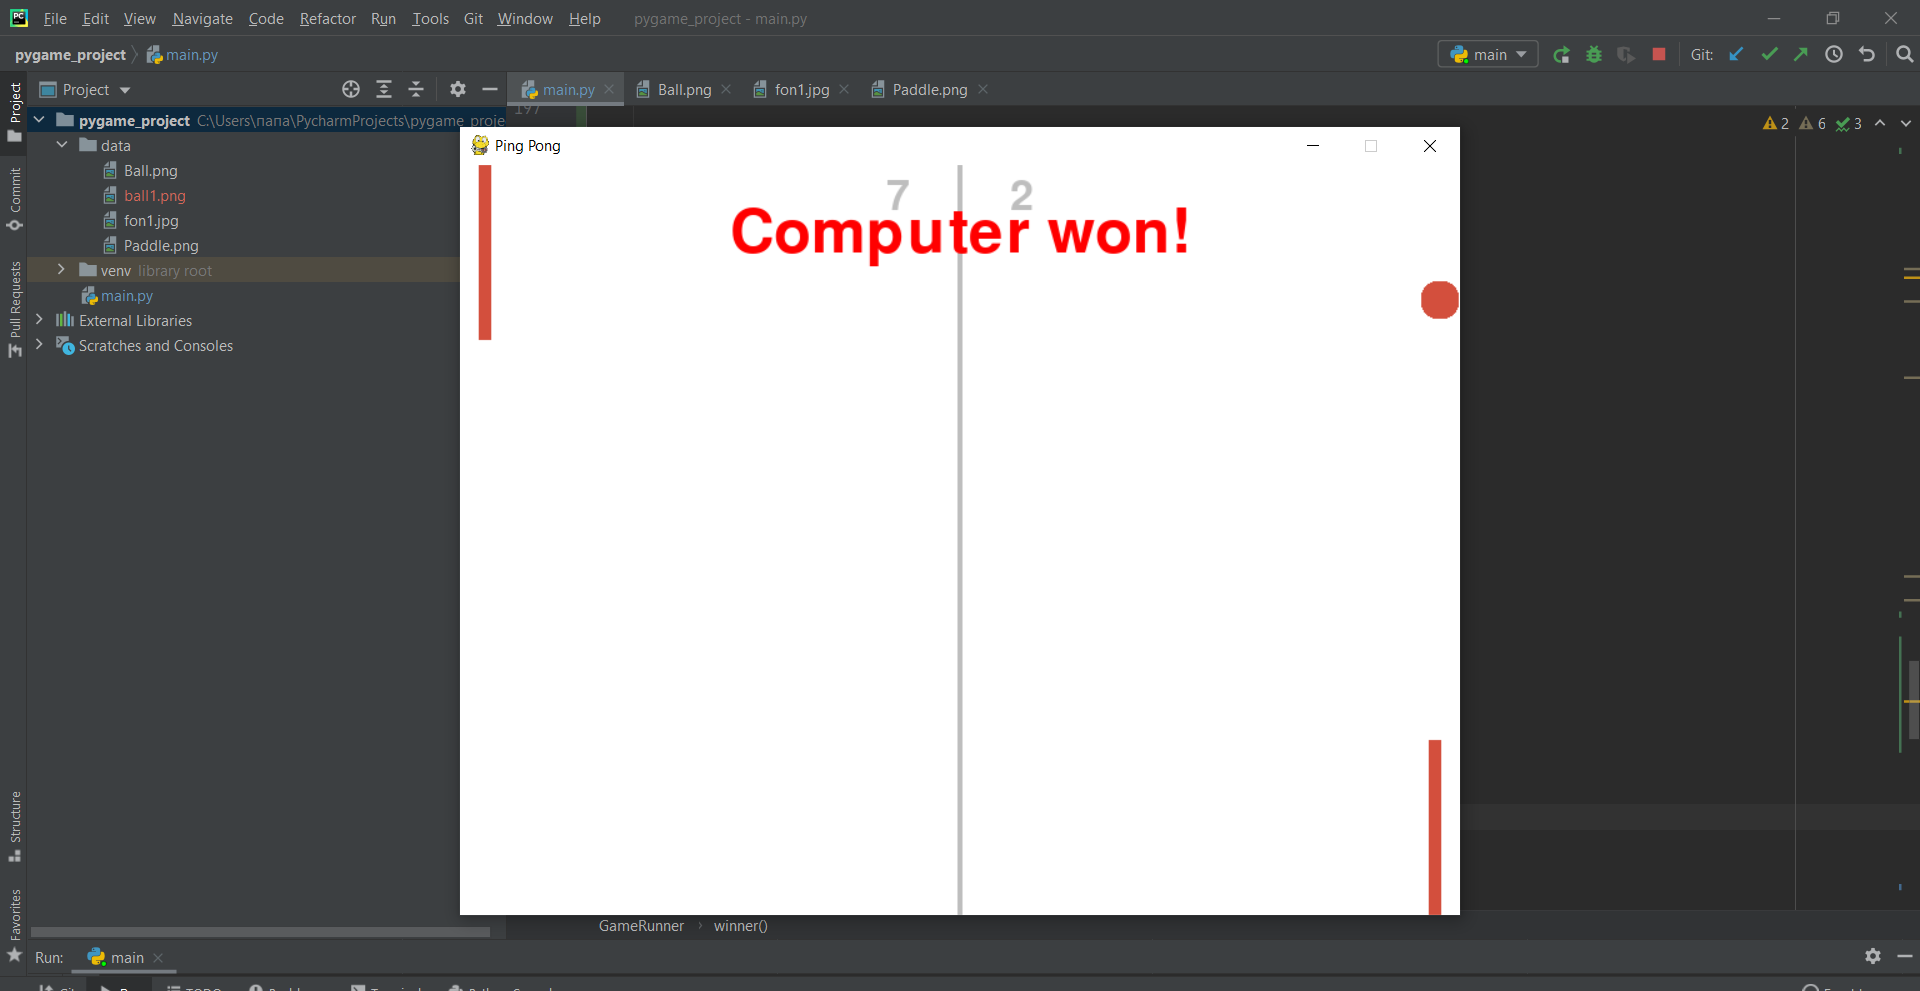 PC File Edit View Navigate Code Refactor Run Tools Git Window Help pygame_project - main.py
pygame_project main.py main Git:
Project main.py Ball.png fon1.jpg Paddle.png
197
pygame_project C:\Users\папа\PycharmProjects\pygame_proje
2 6 3
data
Ball.png
ball1.png
fon1.jpg
Paddle.png
venv library root
main.py
External Libraries
Scratches and Consoles
Project
Commit
Pull Requests
Structure
Favorites
Ping Pong
7 2
Computer won!
GameRunner winner()
Run: main